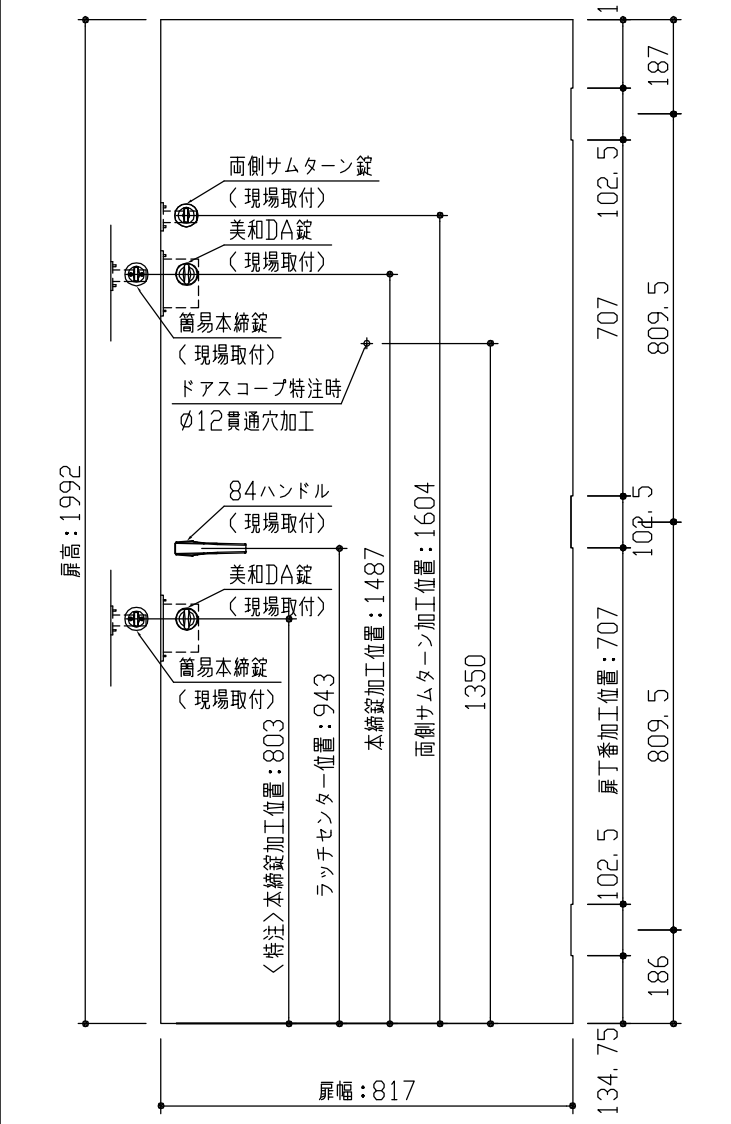 1
187
102.5
両側サムターン錠
(現場取付)
美和DA錠
(現場取付)
簡易本締錠
(現場取付)
707
809.5
ドアスコープ特注時
φ12貫通穴加工
扉高:1992
84ハンドル
(現場取付)
102.5
両側サムターン加工位置:1604
本締錠加工位置:1487
美和DA錠
(現場取付)
簡易本締錠
(現場取付)
1350
扉丁番加工位置:707
809.5
ラッチセンター位置:943
<特注>本締錠加工位置:803
102.5
186
134.75
扉幅:817